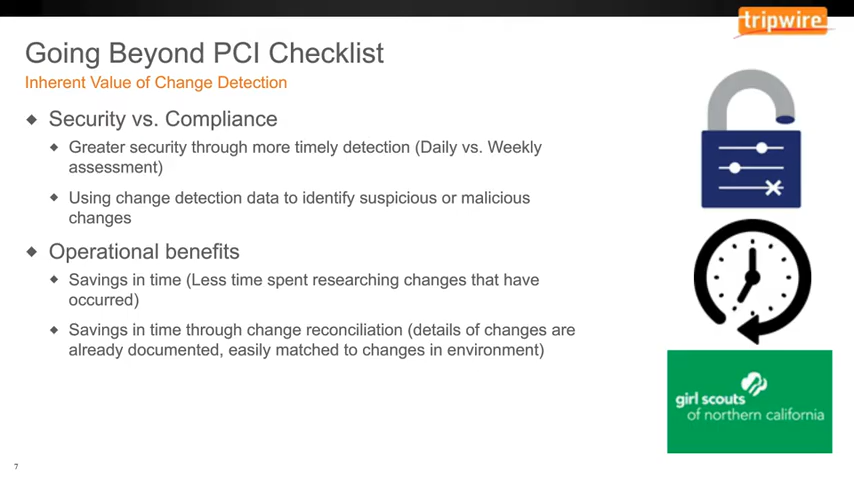 tripwire
Going Beyond PCI Checklist
Inherent Value of Change Detection
Security vs. Compliance
Greater security through more timely detection (Daily vs. Weekly
assessment)
Using change detection data to identify suspicious or malicious
changes
Operational benefits
Savings in time (Less time spent researching changes that have
occurred)
Savings in time through change reconciliation (details of changes are
already documented, easily matched to changes in environment)
girl scouts
of northern california
7